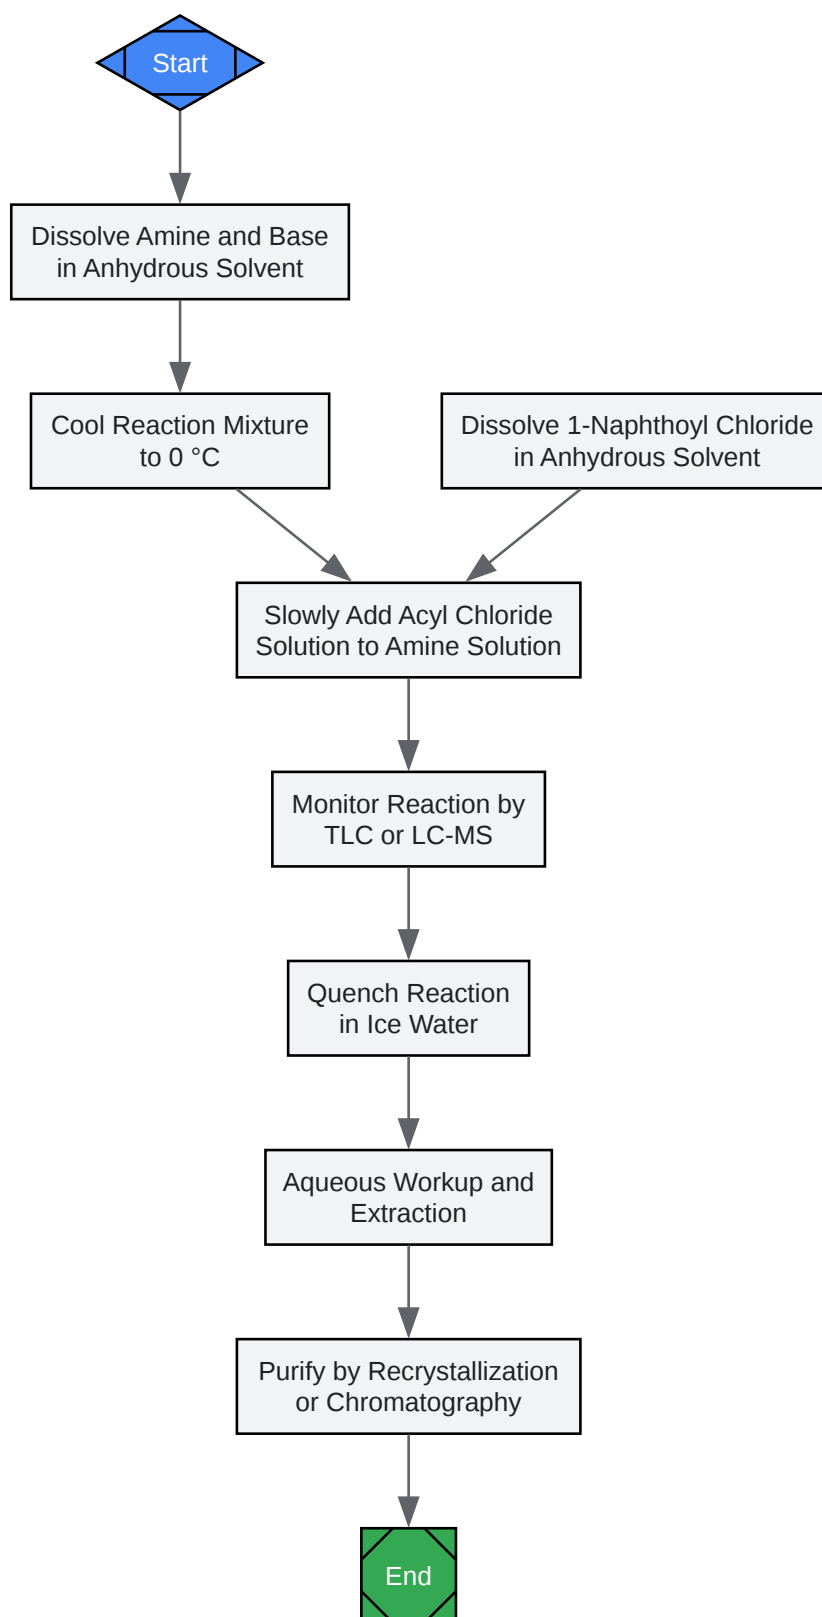 Start
Dissolve Amine and Base
in Anhydrous Solvent
Cool Reaction Mixture
to 0 °C
Dissolve 1-Naphthoyl Chloride
in Anhydrous Solvent
Slowly Add Acyl Chloride
Solution to Amine Solution
Monitor Reaction by
TLC or LC-MS
Quench Reaction
in Ice Water
Aqueous Workup and
Extraction
Purify by Recrystallization
or Chromatography
End